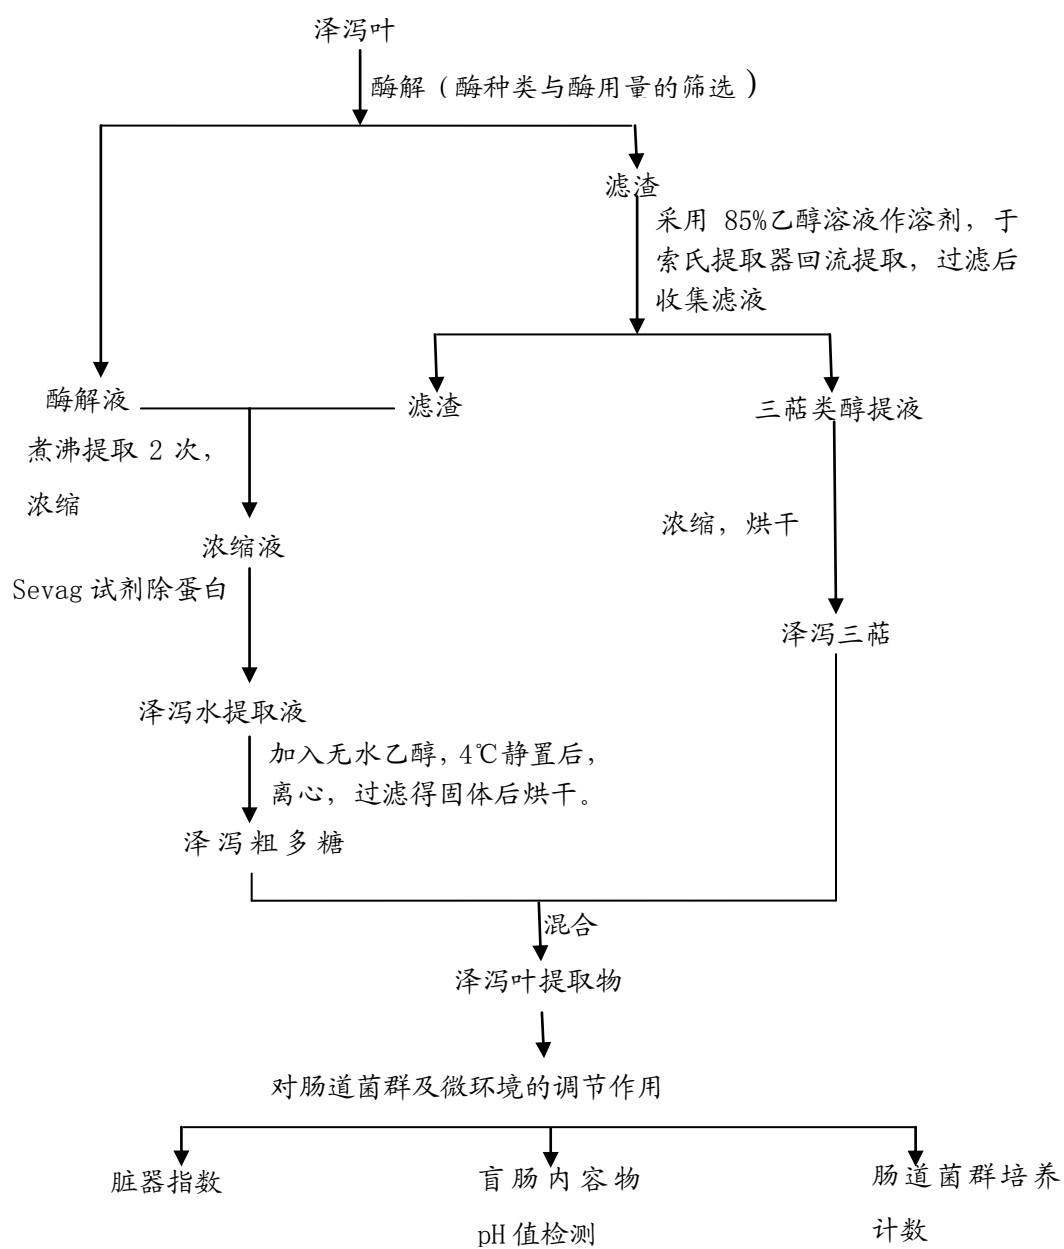 泽泻叶
酶解（酶种类与酶用量的筛选）
滤渣
采用 85%乙醇溶液作溶剂，于
索氏提取器回流提取，过滤后
收集滤液
酶解液
滤渣
三萜类醇提液
煮沸提取 2 次，
浓缩
浓缩，烘干
浓缩液
Sevag 试剂除蛋白
泽泻三萜
泽泻水提取液
加入无水乙醇，4℃静置后，
离心，过滤得固体后烘干。
泽泻粗多糖
混合
泽泻叶提取物
对肠道菌群及微环境的调节作用
脏器指数
盲肠内容物
pH 值检测
肠道菌群培养
计数